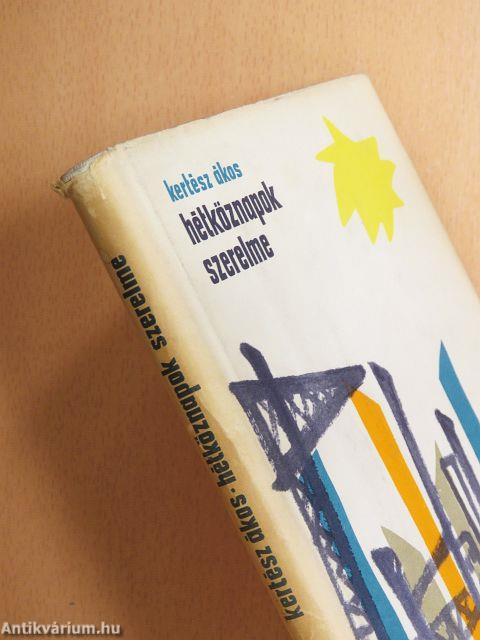 kertész ákos
hétköznapok
szerelme
kertész ákos · hétköznapok szerelme
Antikvárium.hu